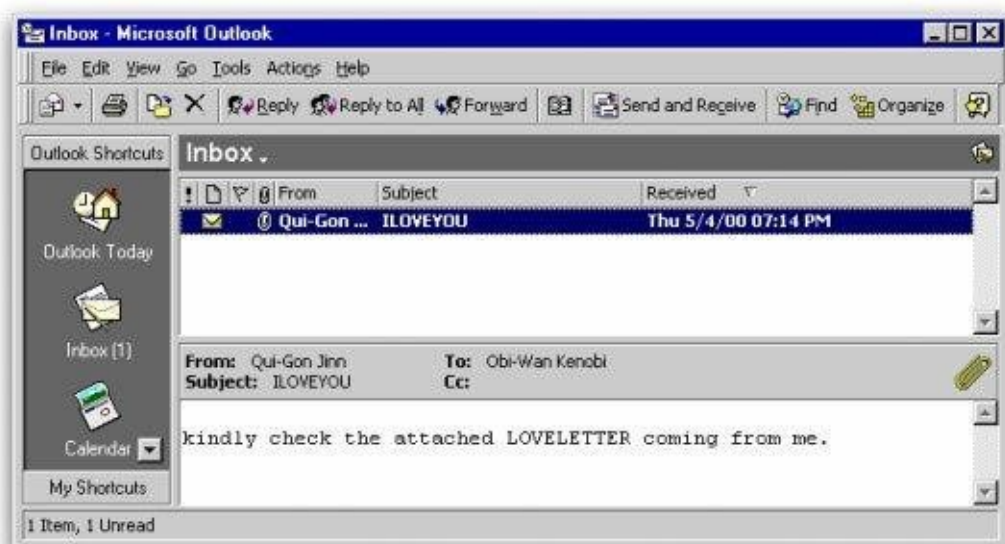 Inbox - Microsoft Outlook
File Edit View Go Tools Actions Help
Reply Reply to All Forward Send and Receive Find Organize
Outlook Shortcuts Inbox.
! From Subject Received
Qui-Gon ... ILOVEYOU Thu 5/4/00 07:14 PM
Outlook Today
Inbox (1)
From: Qui-Gon Jinn To: Obi-Wan Kenobi
Subject: ILOVEYOU Cc:
kindly check the attached LOVELETTER coming from me.
Calendar
My Shortcuts
1 Item, 1 Unread